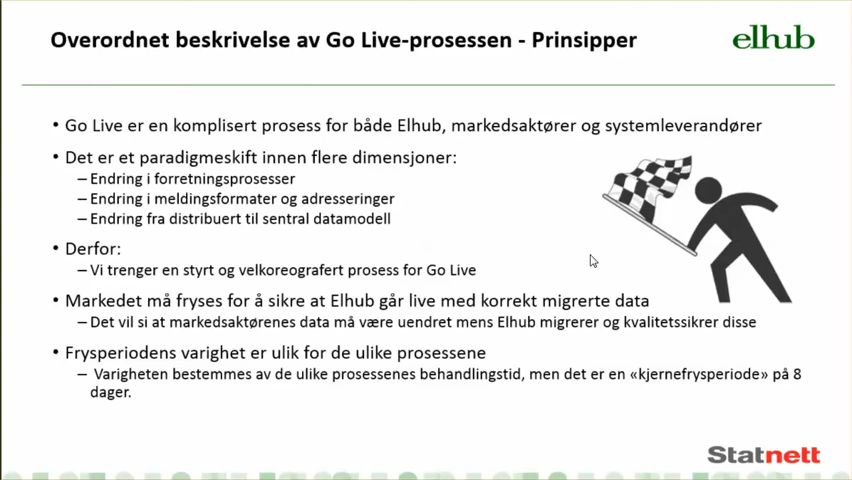 Overordnet beskrivelse av Go Live-prosessen - Prinsipper
elhub
• Go Live er en komplisert prosess for både Elhub, markedsaktører og systemleverandører
• Det er et paradigmeskift innen flere dimensjoner:
– Endring i forretningsprosesser
– Endring i meldingsformater og adresseringer
– Endring fra distribuert til sentral datamodell
• Derfor:
– Vi trenger en styrt og velkoreografert prosess for Go Live
• Markedet må fryses for å sikre at Elhub går live med korrekt migrerte data
– Det vil si at markedsaktørenes data må være uendret mens Elhub migrerer og kvalitetssikrer disse
• Frysperiodens varighet er ulik for de ulike prosessene
– Varigheten bestemmes av de ulike prosessenes behandlingstid, men det er en «kjernefrysperiode» på 8
dager.
Statnett